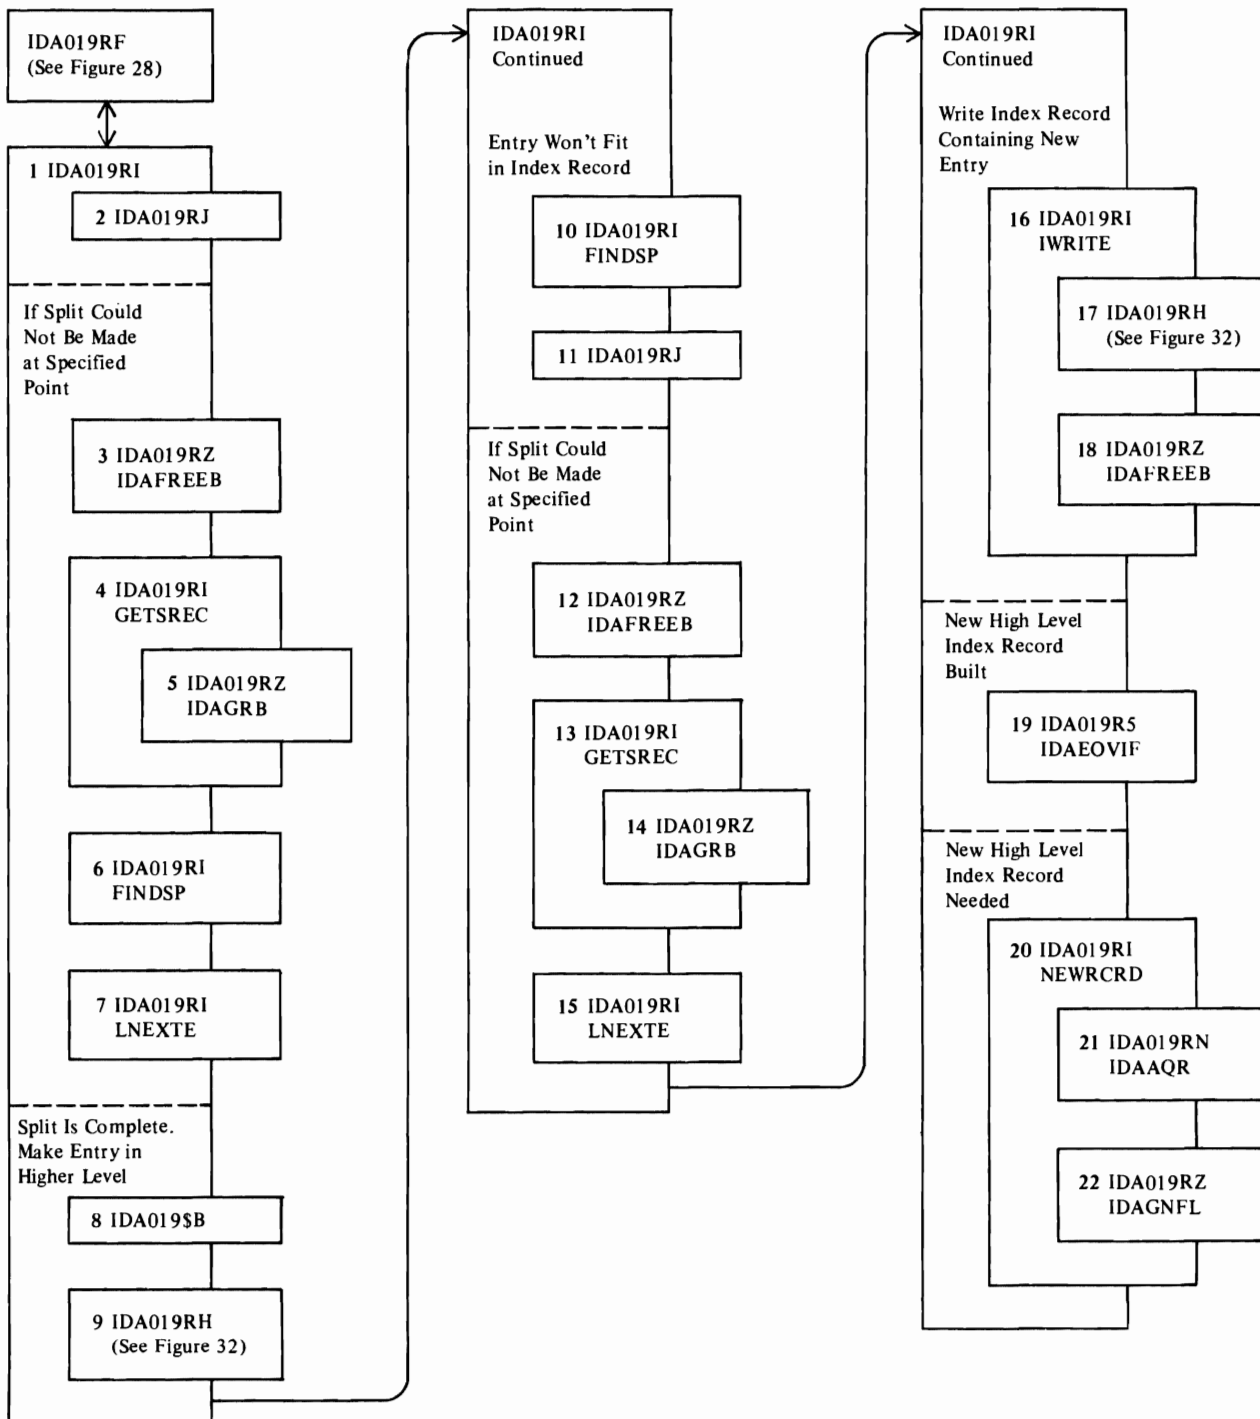 IDA019RF
(See Figure 28)
1 IDA019RI
2 IDA019RJ
If Split Could
Not Be Made
at Specified
Point
3 IDA019RZ
IDAFREEB
4 IDA019RI
GETSREC
5 IDA019RZ
IDAGRB
6 IDA019RI
FINDSP
7 IDA019RI
LNEXTE
Split Is Complete.
Make Entry in
Higher Level
8 IDA019$B
9 IDA019RH
(See Figure 32)
IDA019RI
Continued
Entry Won't Fit
in Index Record
10 IDA019RI
FINDSP
11 IDA019RJ
If Split Could
Not Be Made
at Specified
Point
12 IDA019RZ
IDAFREEB
13 IDA019RI
GETSREC
14 IDA019RZ
IDAGRB
15 IDA019RI
LNEXTE
IDA019RI
Continued
Write Index Record
Containing New
Entry
16 IDA019RI
IWRITE
17 IDA019RH
(See Figure 32)
18 IDA019RZ
IDAFREEB
New High Level
Index Record
Built
19 IDA019R5
IDAEOVIF
New High Level
Index Record
Needed
20 IDA019RI
NEWRCRD
21 IDA019RN
IDAAQR
22 IDA019RZ
IDAGNFL